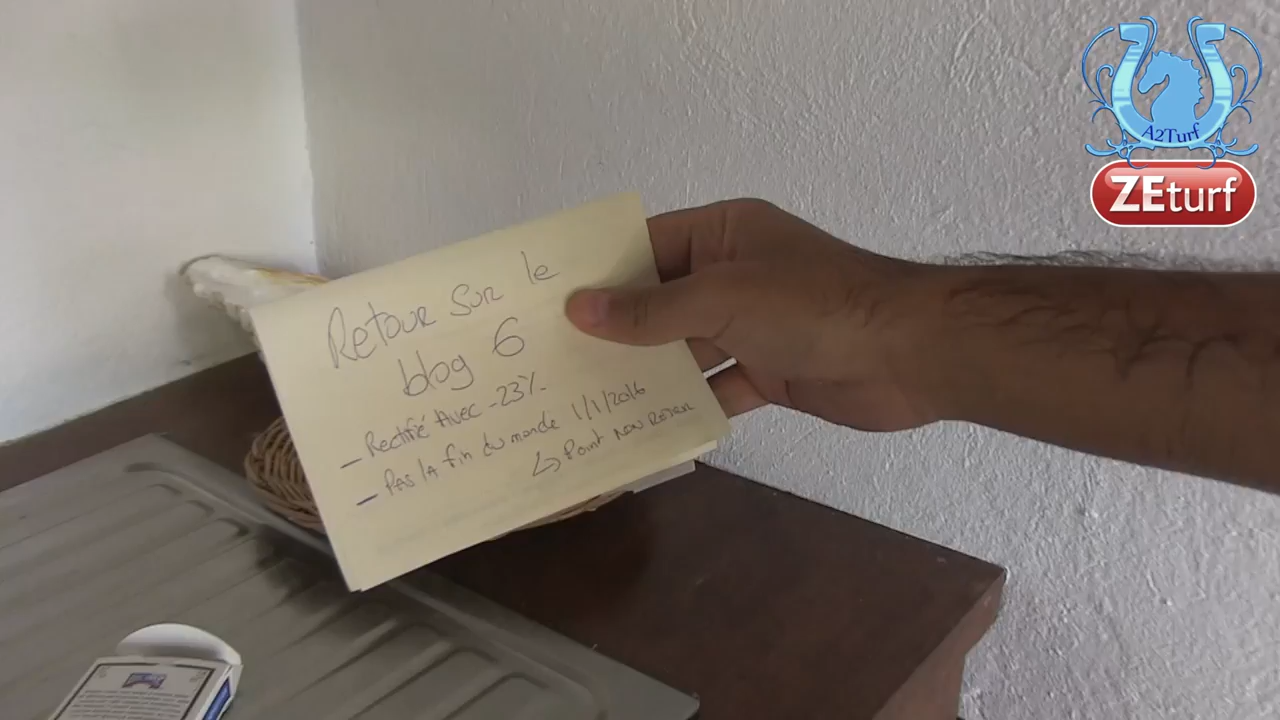 A2Turf
ZEturf
Retour sur le
blog 6
- Rectifié Avec -23%
- Pas la fin du monde 1/1/2016
↳ Point non retour